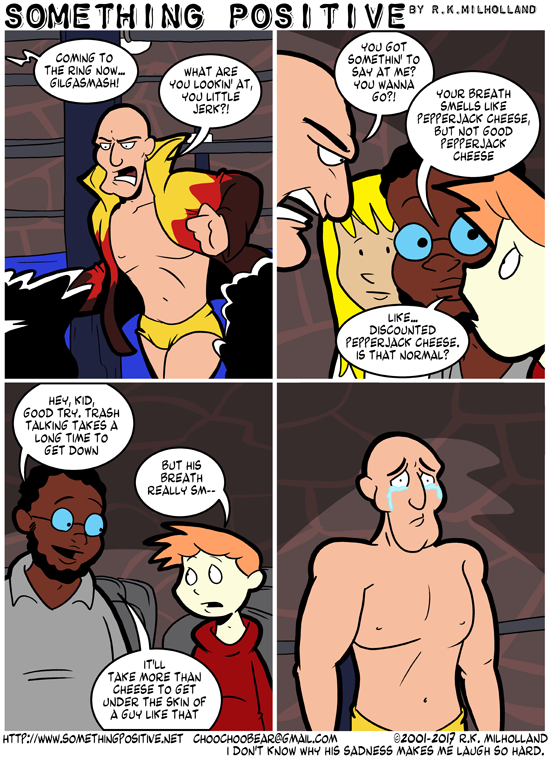 SOMETHING POSITIVE BY R.K.MILHOLLAND
COMING TO
THE RING NOW...
GILGASMASH!
WHAT ARE
YOU LOOKIN' AT,
YOU LITTLE
JERK?!
YOU GOT
SOMETHIN' TO
SAY AT ME?
YOU WANNA
GO?!
YOUR BREATH
SMELLS LIKE
PEPPERJACK CHEESE,
BUT NOT GOOD
PEPPERJACK
CHEESE
LIKE...
DISCOUNTED
PEPPERJACK CHEESE.
IS THAT NORMAL?
HEY, KID,
GOOD TRY. TRASH
TALKING TAKES A
LONG TIME TO
GET DOWN
BUT HIS
BREATH
REALLY SM--
IT'LL
TAKE MORE THAN
CHEESE TO GET
UNDER THE SKIN OF
A GUY LIKE THAT
HTTP://WWW.SOMETHINGPOSITIVE.NET CHOOCHOOBEAR@GMAIL.COM ©2001-2017 R.K. MILHOLLAND
I DON'T KNOW WHY HIS SADNESS MAKES ME LAUGH SO HARD.